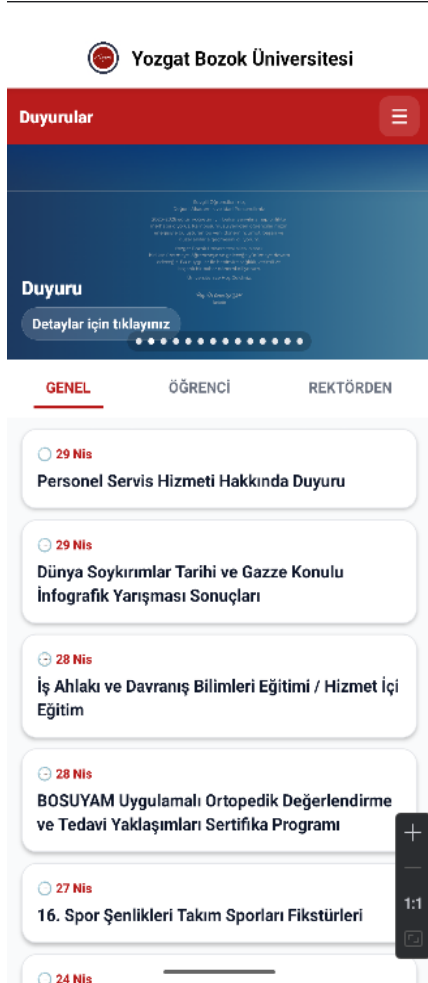 Yozgat Bozok Üniversitesi
Duyurular
Duyuru
Detaylar için tıklayınız
GENEL
ÖĞRENCİ
REKTÖRDEN
29 Nis
Personel Servis Hizmeti Hakkında Duyuru
29 Nis
Dünya Soykırımlar Tarihi ve Gazze Konulu
İnfografik Yarışması Sonuçları
28 Nis
İş Ahlakı ve Davranış Bilimleri Eğitimi / Hizmet İçi
Eğitim
28 Nis
BOSUYAM Uygulamalı Ortopedik Değerlendirme
ve Tedavi Yaklaşımları Sertifika Programı
27 Nis
16. Spor Şenlikleri Takım Sporları Fikstürleri
1:1
24 Nis